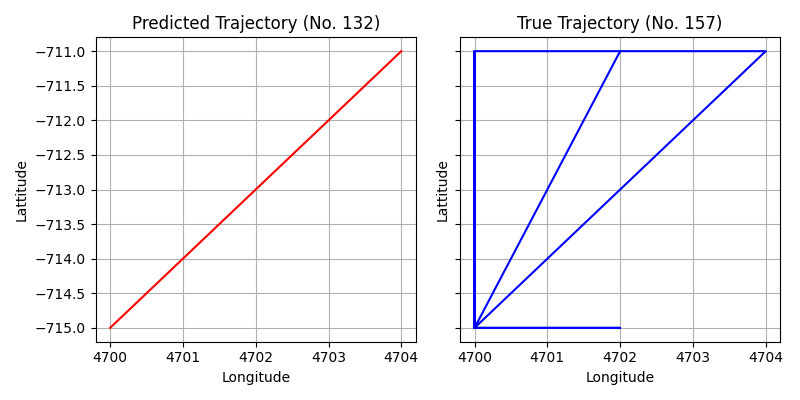 Predicted Trajectory (No. 132)
True Trajectory (No. 157)
−711.0
−711.5
−712.0
−712.5
−713.0
−713.5
−714.0
−714.5
−715.0
Lattitude
Lattitude
4700 4701 4702 4703 4704
4700 4701 4702 4703 4704
Longitude
Longitude